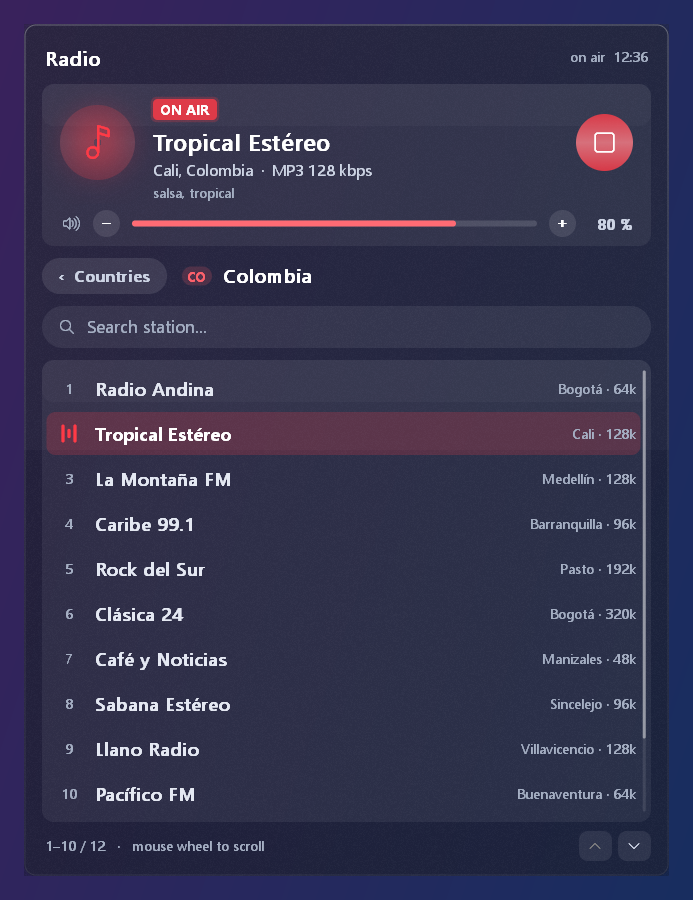 Radio
on air 12:36
ON AIR
Tropical Estéreo
Cali, Colombia · MP3 128 kbps
salsa, tropical
− + 80 %
‹ Countries CO Colombia
Search station...
1 Radio Andina Bogotá · 64k
Tropical Estéreo Cali · 128k
3 La Montaña FM Medellín · 128k
4 Caribe 99.1 Barranquilla · 96k
5 Rock del Sur Pasto · 192k
6 Clásica 24 Bogotá · 320k
7 Café y Noticias Manizales · 48k
8 Sabana Estéreo Sincelejo · 96k
9 Llano Radio Villavicencio · 128k
10 Pacífico FM Buenaventura · 64k
1–10 / 12 · mouse wheel to scroll